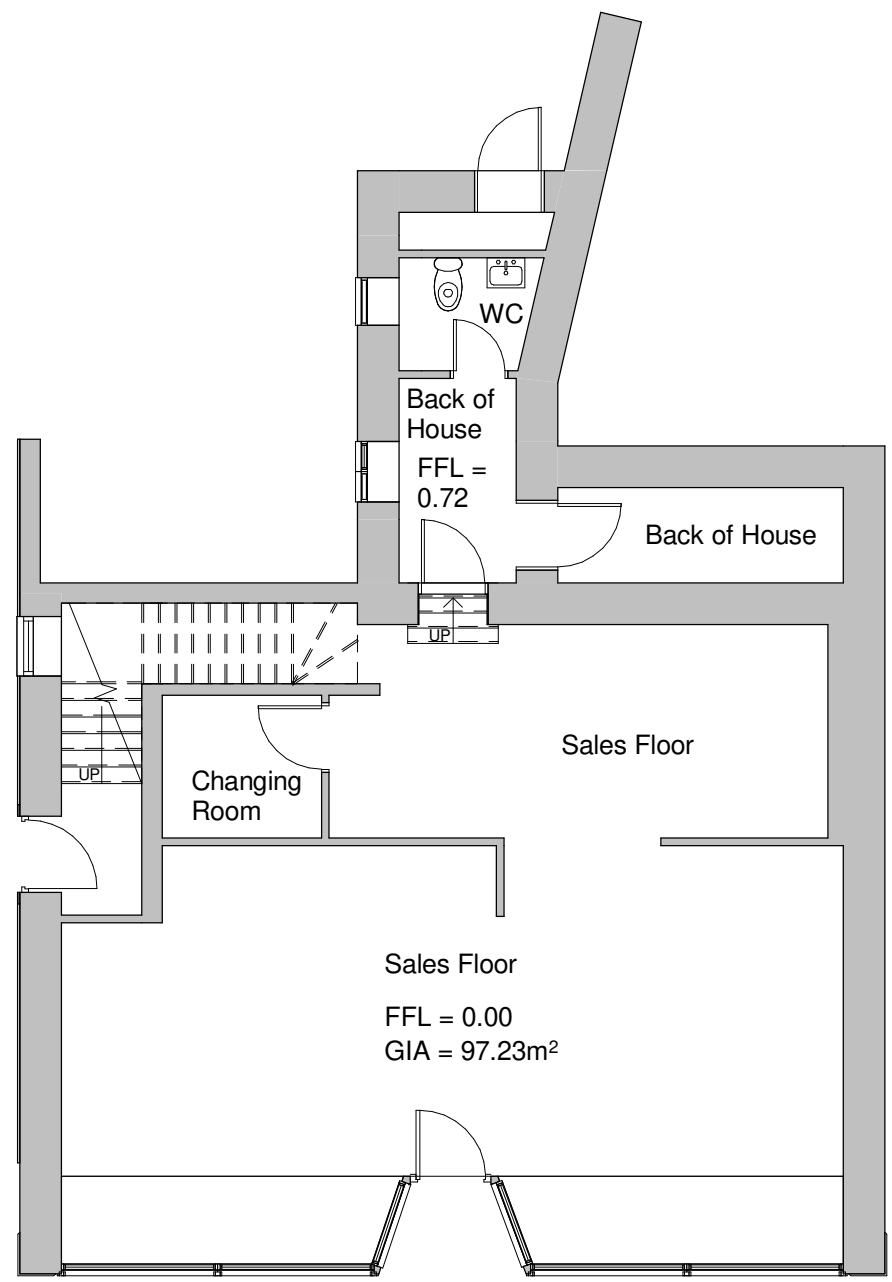 WC
Back of
House
FFL =
0.72
Back of House
UP
Sales Floor
UP
Changing
Room
Sales Floor
FFL = 0.00
GIA = 97.23m²